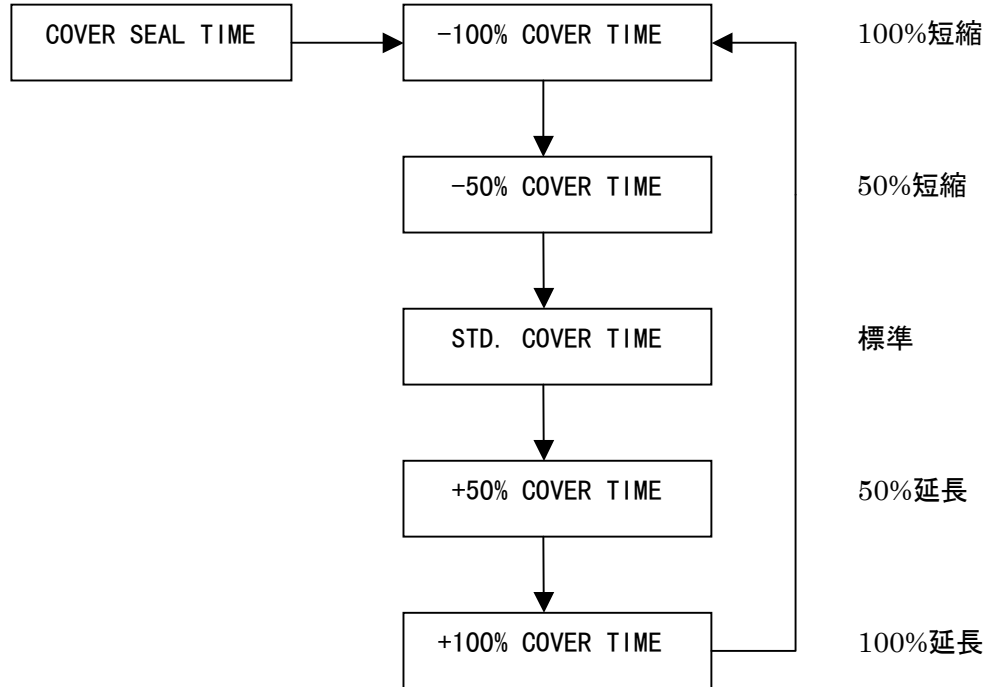 COVER SEAL TIME
-100% COVER TIME
100%短縮
-50% COVER TIME
50%短縮
STD. COVER TIME
標準
+50% COVER TIME
50%延長
+100% COVER TIME
100%延長